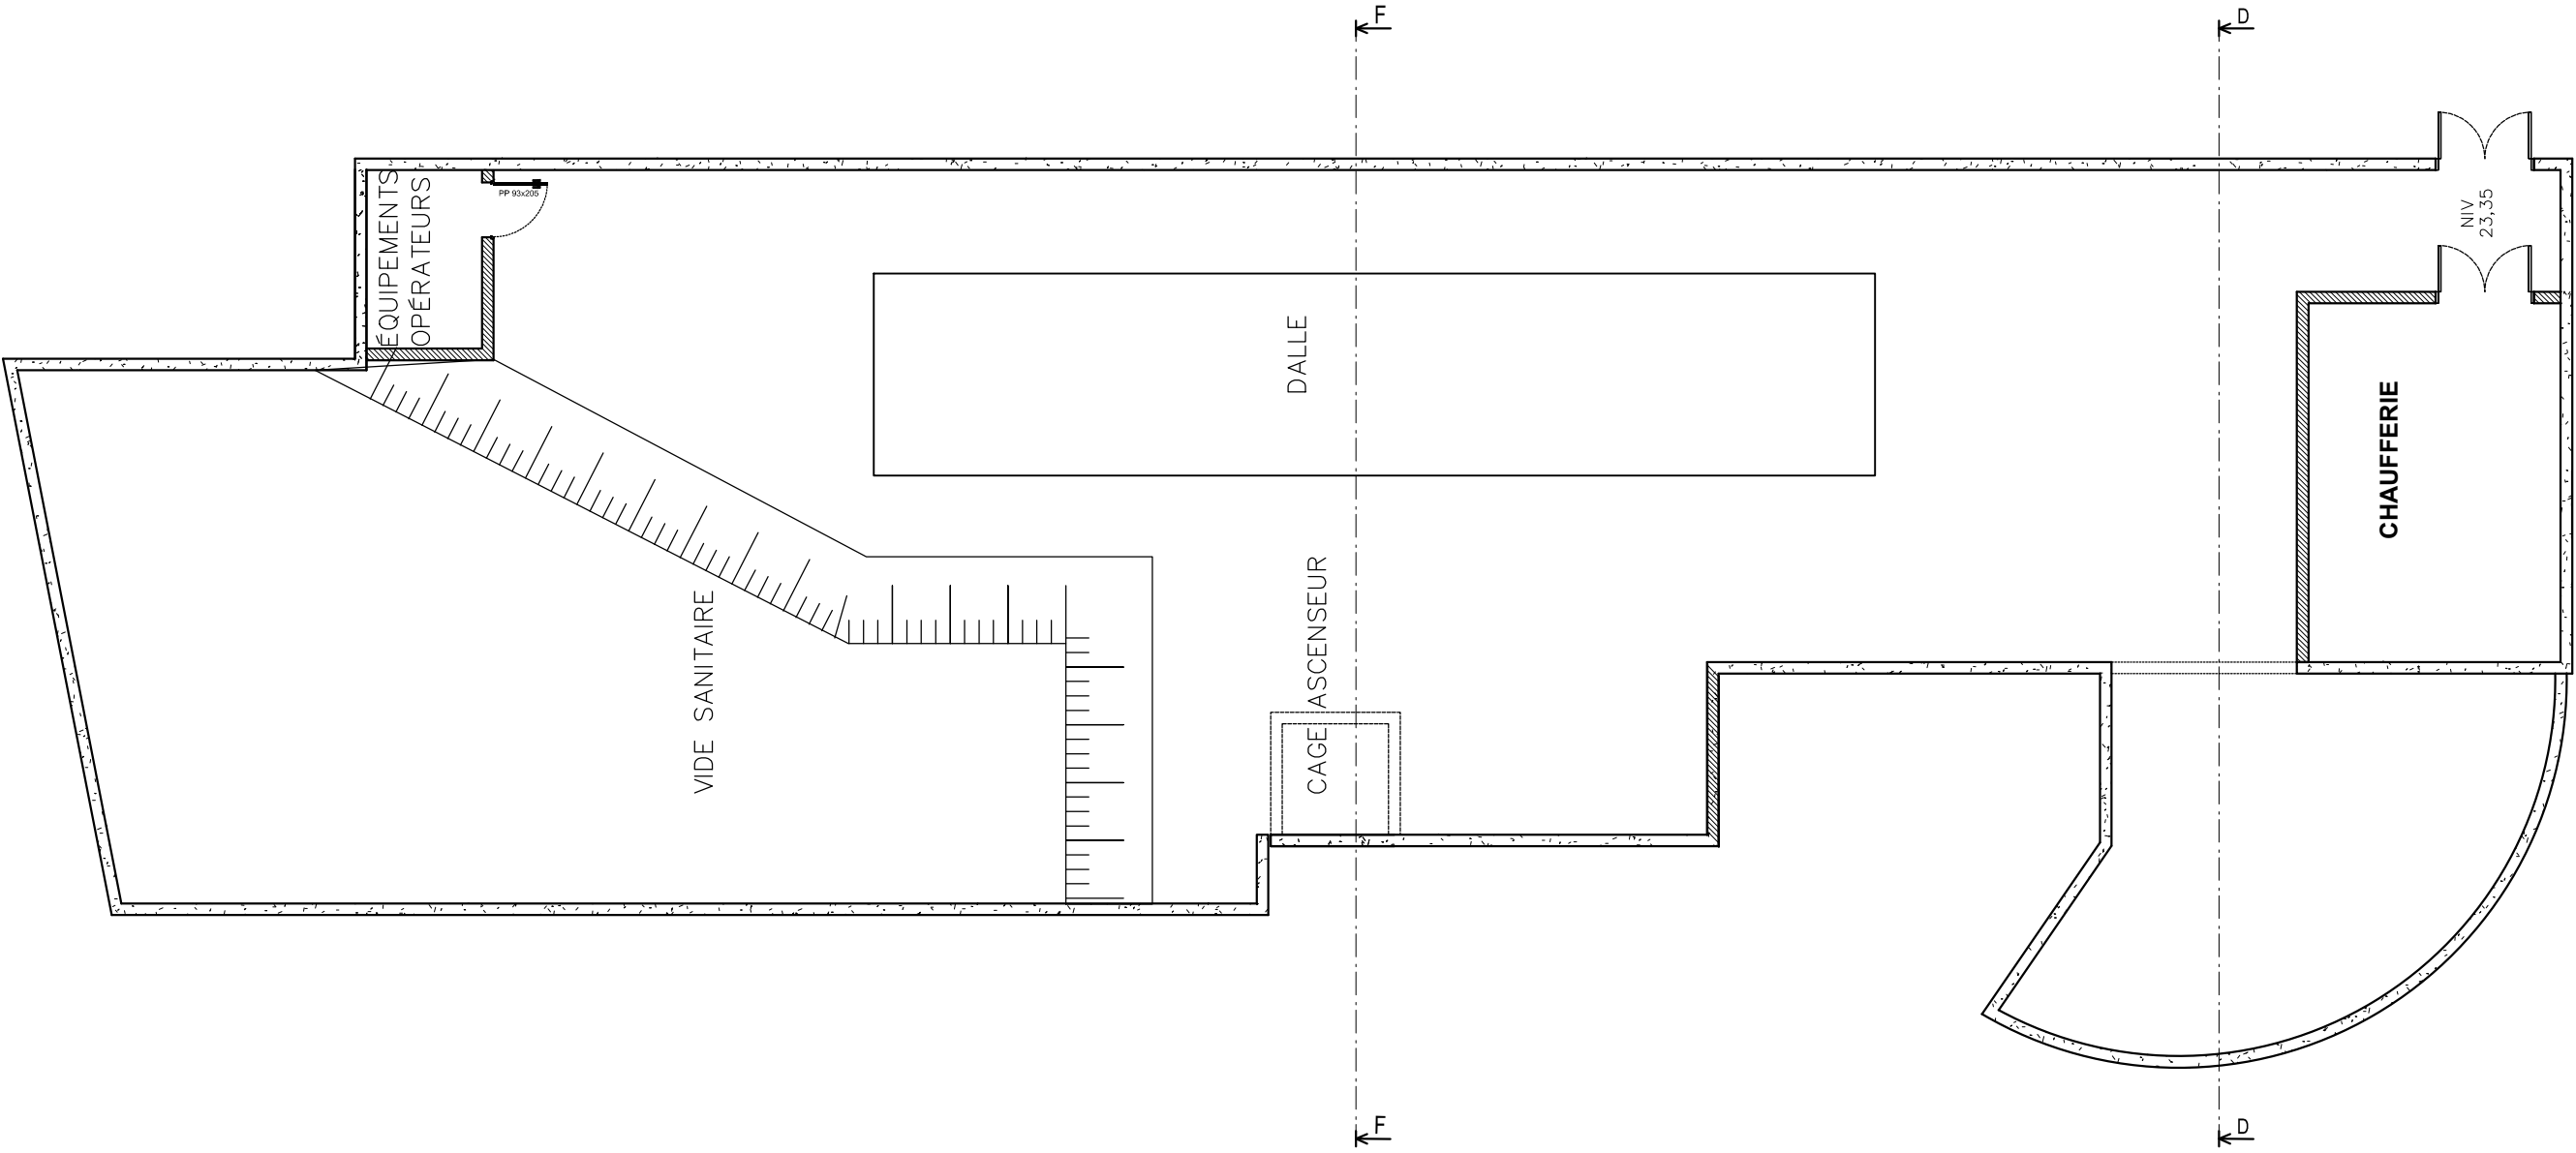 F
D
ÉQUIPEMENTS
OPÉRATEURS
PP 93x205
NIV
23,35
DALLE
CHAUFFERIE
VIDE SANITAIRE
CAGE ASCENSEUR
F
D